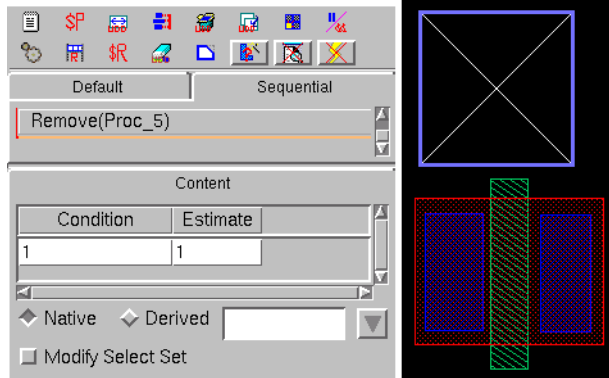 $P
$R
Default Sequential
Remove(Proc_5)
Content
Condition Estimate
1 1
Native Derived
Modify Select Set